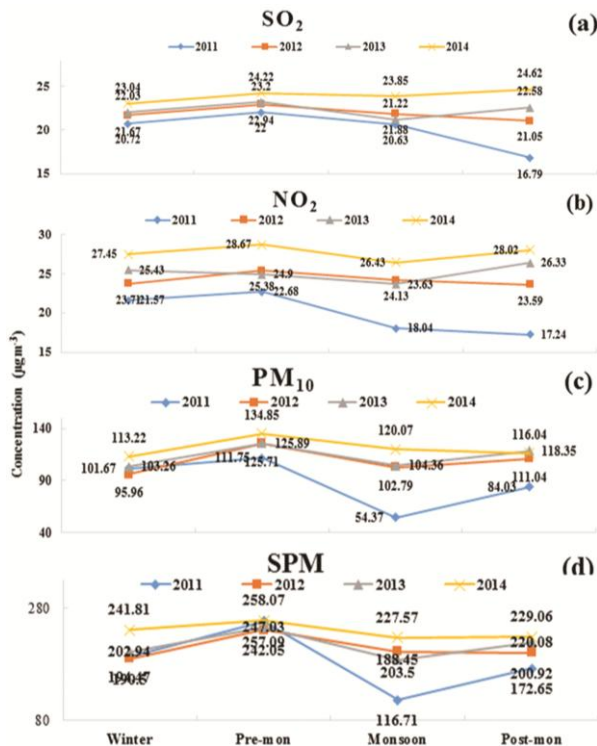 SO2 (a)
2011 2012 2013 2014
25
20
15
23.04 24.22 23.85 24.62
22.03 23.2 21.22 22.58
21.67 22.94 21.88 21.05
20.72 22 20.63 16.79
NO2 (b)
2011 2012 2013 2014
30
25
20
15
27.45 28.67 26.43 28.02
25.43 24.9 23.63 26.33
23.71 21.57 25.38 22.68 24.13 23.59
18.04 17.24
Concentration (µgm-3)
PM10 (c)
2011 2012 2013 2014
140
90
40
113.22 134.85 120.07 116.04
101.67 103.26 111.75 125.89 104.36 118.35
95.96 125.71 102.79 111.04
54.37 84.03
SPM (d)
2011 2012 2013 2014
280
80
241.81 258.07 227.57 229.06
202.94 247.03 188.45 220.08
257.09 203.5 200.92
194.47 242.05 172.65
116.71
Winter Pre-mon Monsoon Post-mon